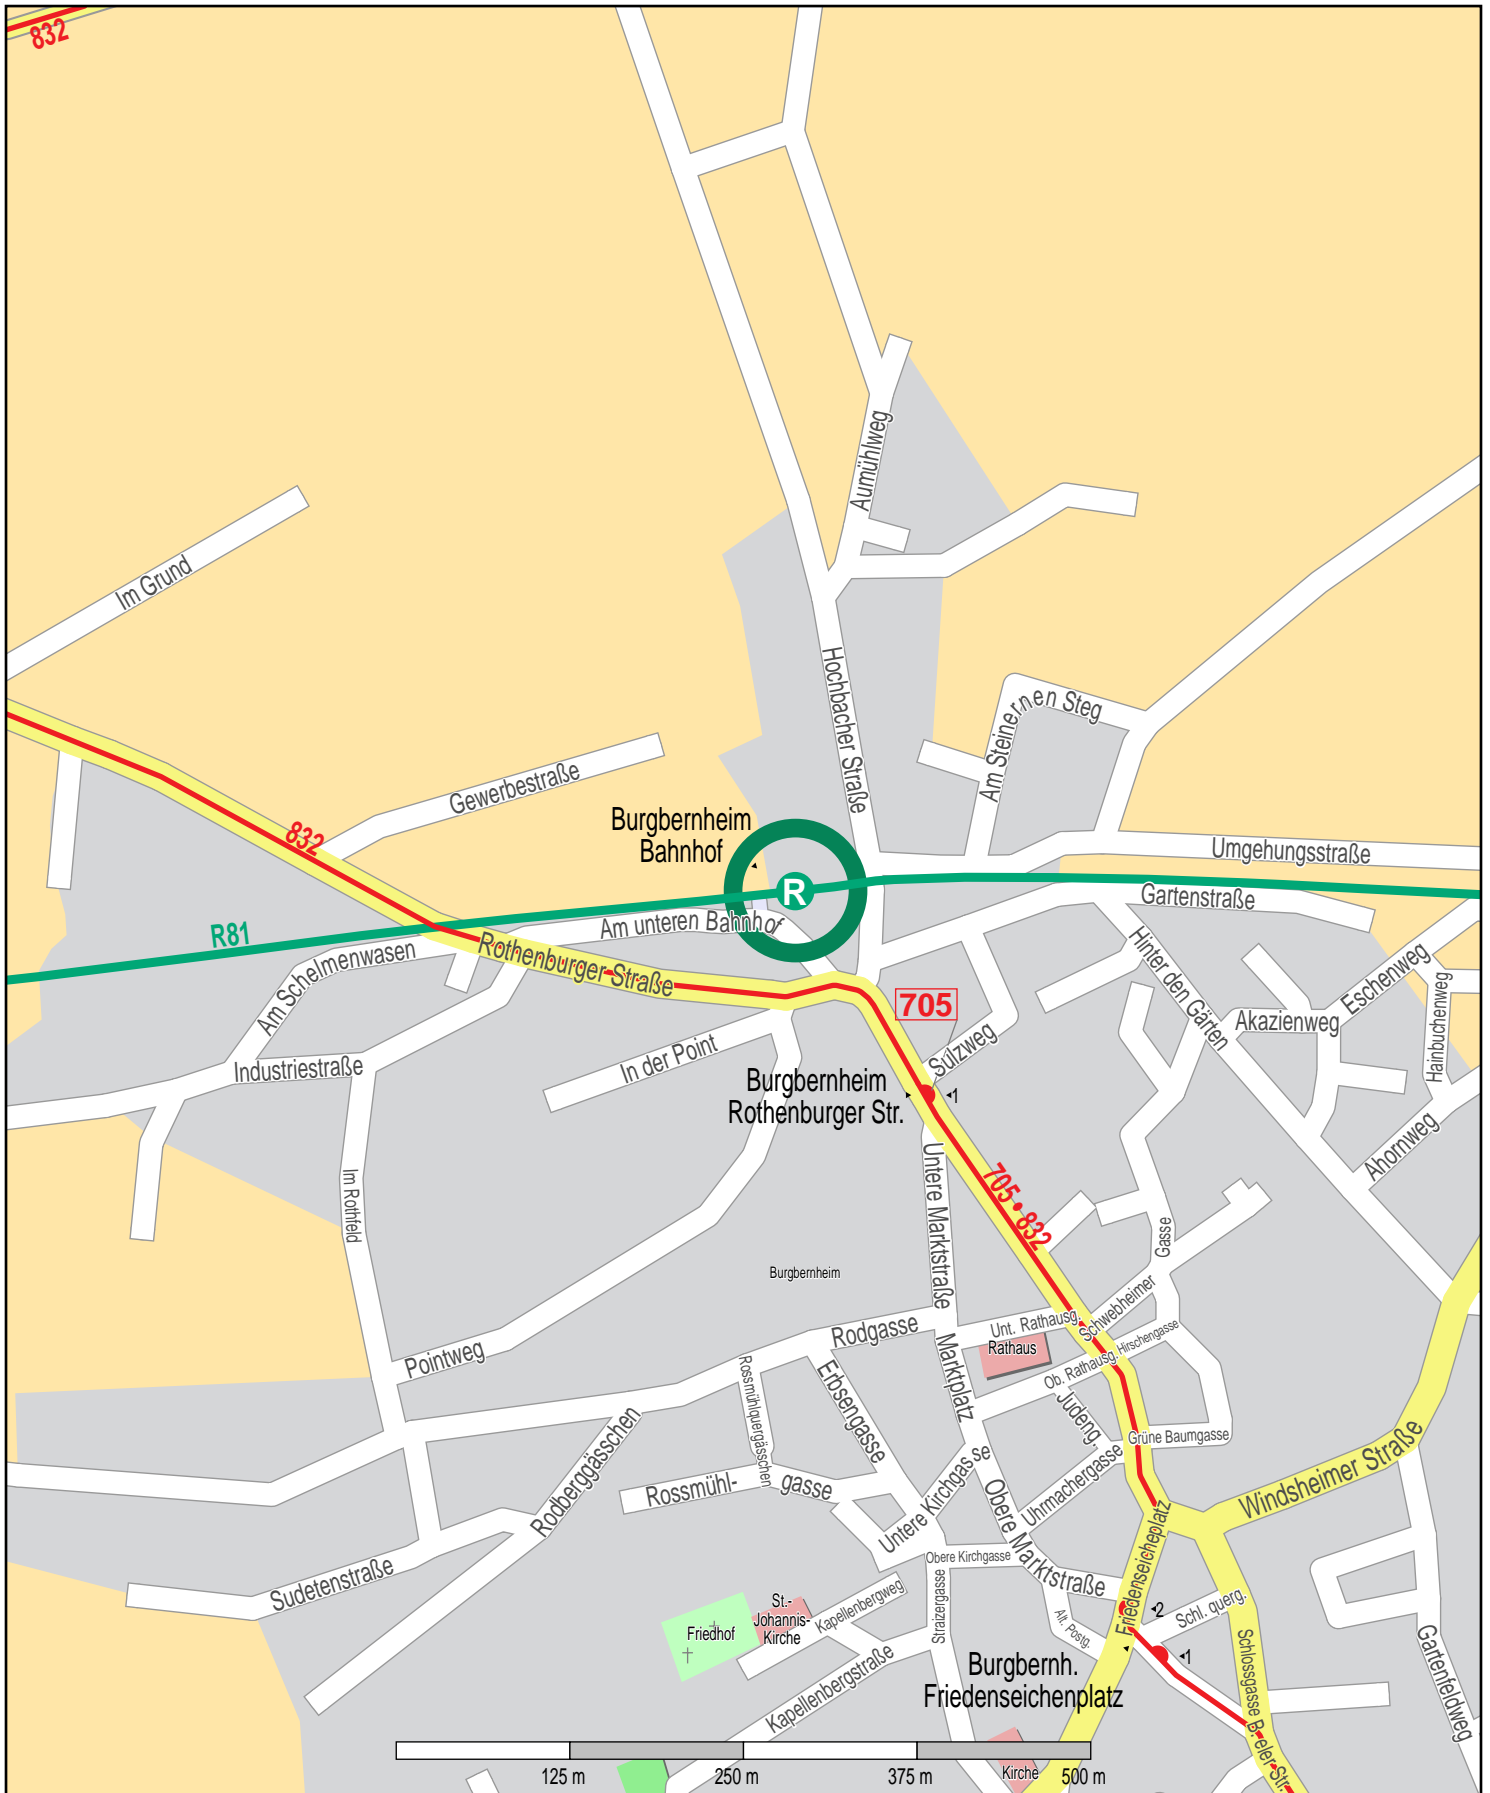 832
Aumühlweg
Im Grund
Hochbacher Straße
Am Steinernen Steg
Gewerbestraße
832
Burgbernheim
Bahnhof
R
Umgehungsstraße
Gartenstraße
R81
Am unteren Bahnhof
Rothenburger Straße
Am Schelmenwasen
705
Hinter den Gärten
Eschenweg
Akazienweg
Hainbuchenweg
Sulzweg
In der Point
Industriestraße
Burgbernheim
Rothenburger Str.
1
Ahornweg
Untere Marktstraße
705 • 832
Im Rothfeld
Gasse
Schwebheimer
Burgbernheim
Rodgasse
Unt. Rathausg.
Rathaus
Ob. Rathausg.
Hirschengasse
Marktplatz
Pointweg
Rossmühlquergässchen
Erbsengasse
Judeng
Grüne Baumgasse
Uhrmachergasse
Windsheimer Straße
Rodberggässchen
Rossmühl-
gasse
Untere Kirchgasse
Obere Marktstraße
Obere Kirchgasse
Friedenseicheplatz
Sudetenstraße
St.-
Johannis-
Kirche
Friedhof
Kapellenbergweg
Straizergasse
Alt. Postg.
2
Schl. querg.
1
Schlossgasse
Gartenfeldweg
Burgbernh.
Friedenseichenplatz
Kapellenbergstraße
B.eler Str.
Kirche
125 m
250 m
375 m
500 m